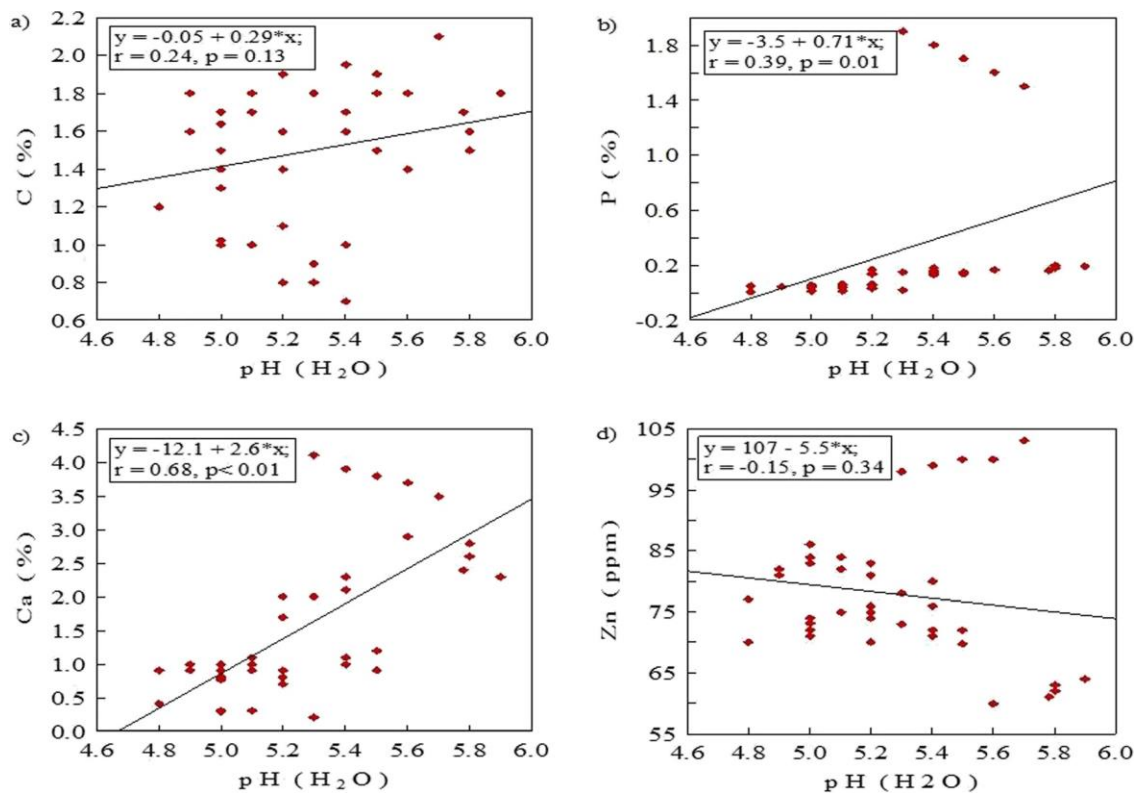 a)
2.2
2.0
1.8
1.6
1.4
1.2
1.0
0.8
0.6
C (%)
y = -0.05 + 0.29*x;
r = 0.24, p = 0.13
4.6 4.8 5.0 5.2 5.4 5.6 5.8 6.0
pH (H₂O)
b)
1.8
1.4
1.0
0.6
0.2
-0.2
P (%)
y = -3.5 + 0.71*x;
r = 0.39, p = 0.01
4.6 4.8 5.0 5.2 5.4 5.6 5.8 6.0
pH (H₂O)
c)
4.5
4.0
3.5
3.0
2.5
2.0
1.5
1.0
0.5
0.0
Ca (%)
y = -12.1 + 2.6*x;
r = 0.68, p< 0.01
4.6 4.8 5.0 5.2 5.4 5.6 5.8 6.0
pH (H₂O)
d)
105
95
85
75
65
55
Zn (ppm)
y = 107 - 5.5*x;
r = -0.15, p = 0.34
4.6 4.8 5.0 5.2 5.4 5.6 5.8 6.0
pH (H2O)